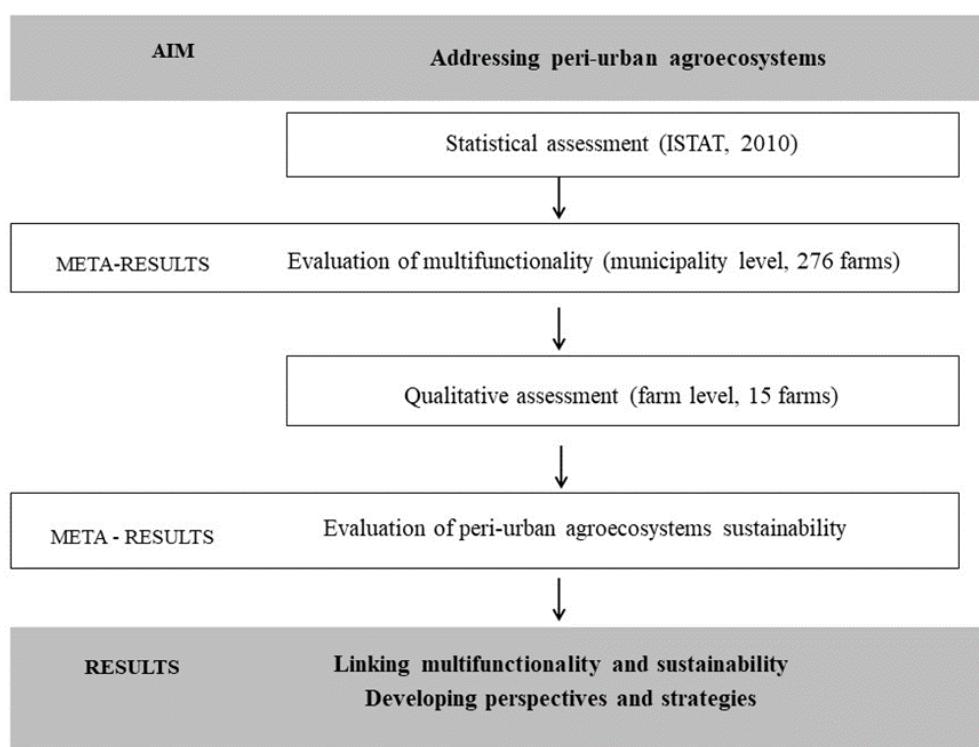 AIM
Addressing peri-urban agroecosystems
Statistical assessment (ISTAT, 2010)
META-RESULTS
Evaluation of multifunctionality (municipality level, 276 farms)
Qualitative assessment (farm level, 15 farms)
META - RESULTS
Evaluation of peri-urban agroecosystems sustainability
RESULTS
Linking multifunctionality and sustainability
Developing perspectives and strategies